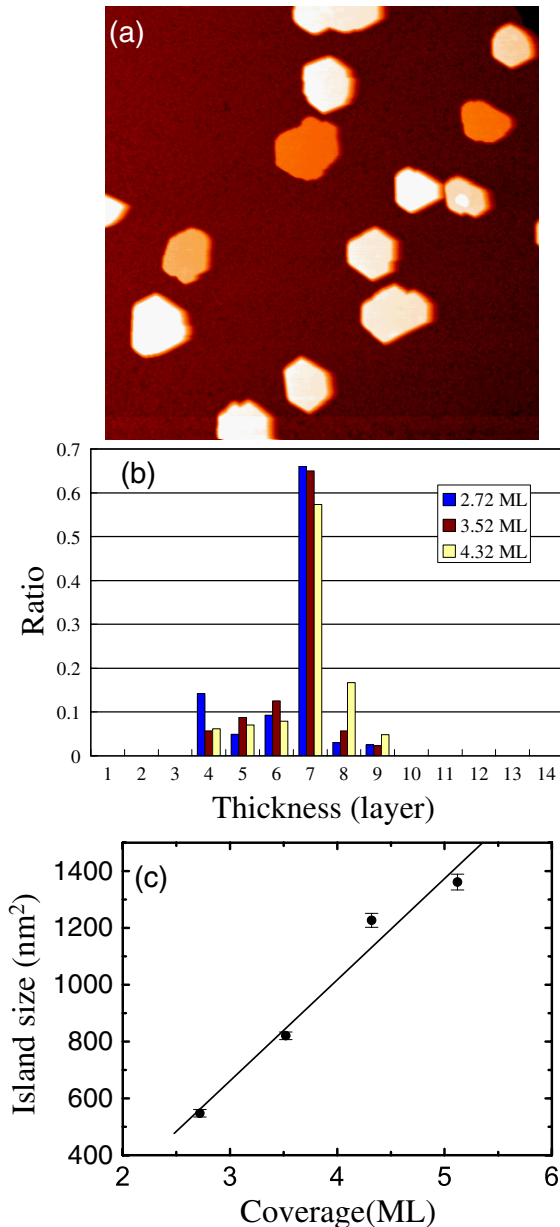 (a)
(b)
0.7
0.6
0.5
0.4
0.3
0.2
0.1
0
Ratio
2.72 ML
3.52 ML
4.32 ML
1 2 3 4 5 6 7 8 9 10 11 12 13 14
Thickness (layer)
(c)
1400
1200
1000
800
600
400
Island size (nm²)
2 3 4 5 6
Coverage(ML)